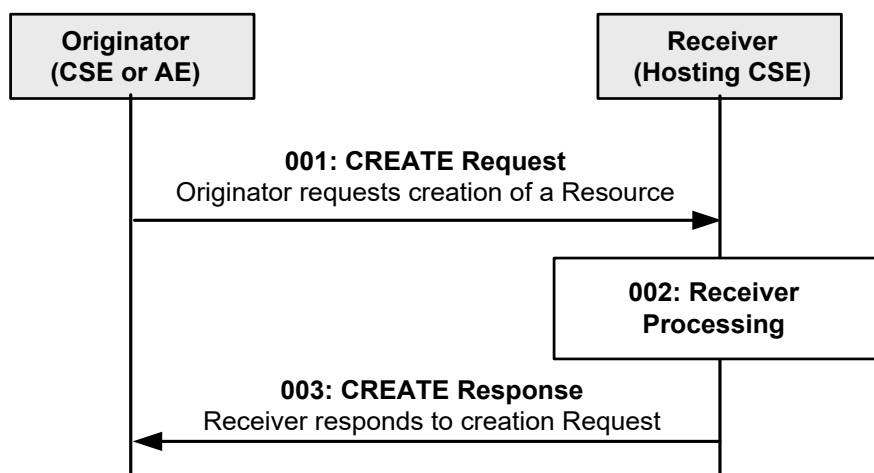 Originator
(CSE or AE)
Receiver
(Hosting CSE)
001: CREATE Request
Originator requests creation of a Resource
002: Receiver
Processing
003: CREATE Response
Receiver responds to creation Request